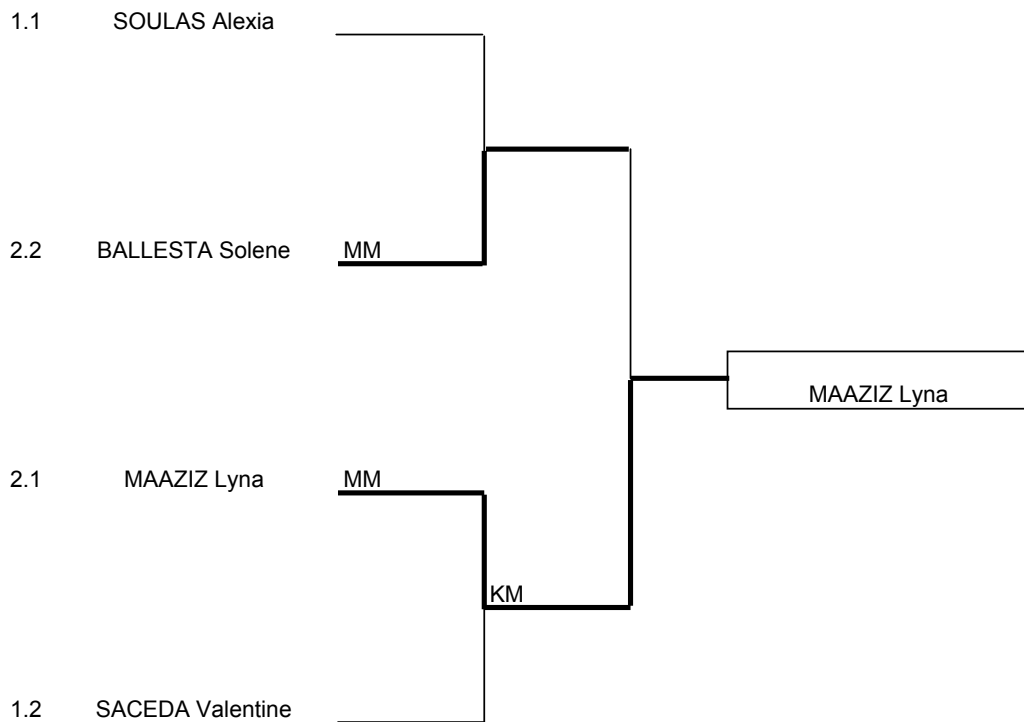 1.1 SOULAS Alexia
2.2 BALLESTA Solene MM
MAAZIZ Lyna
2.1 MAAZIZ Lyna MM
KM
1.2 SACEDA Valentine